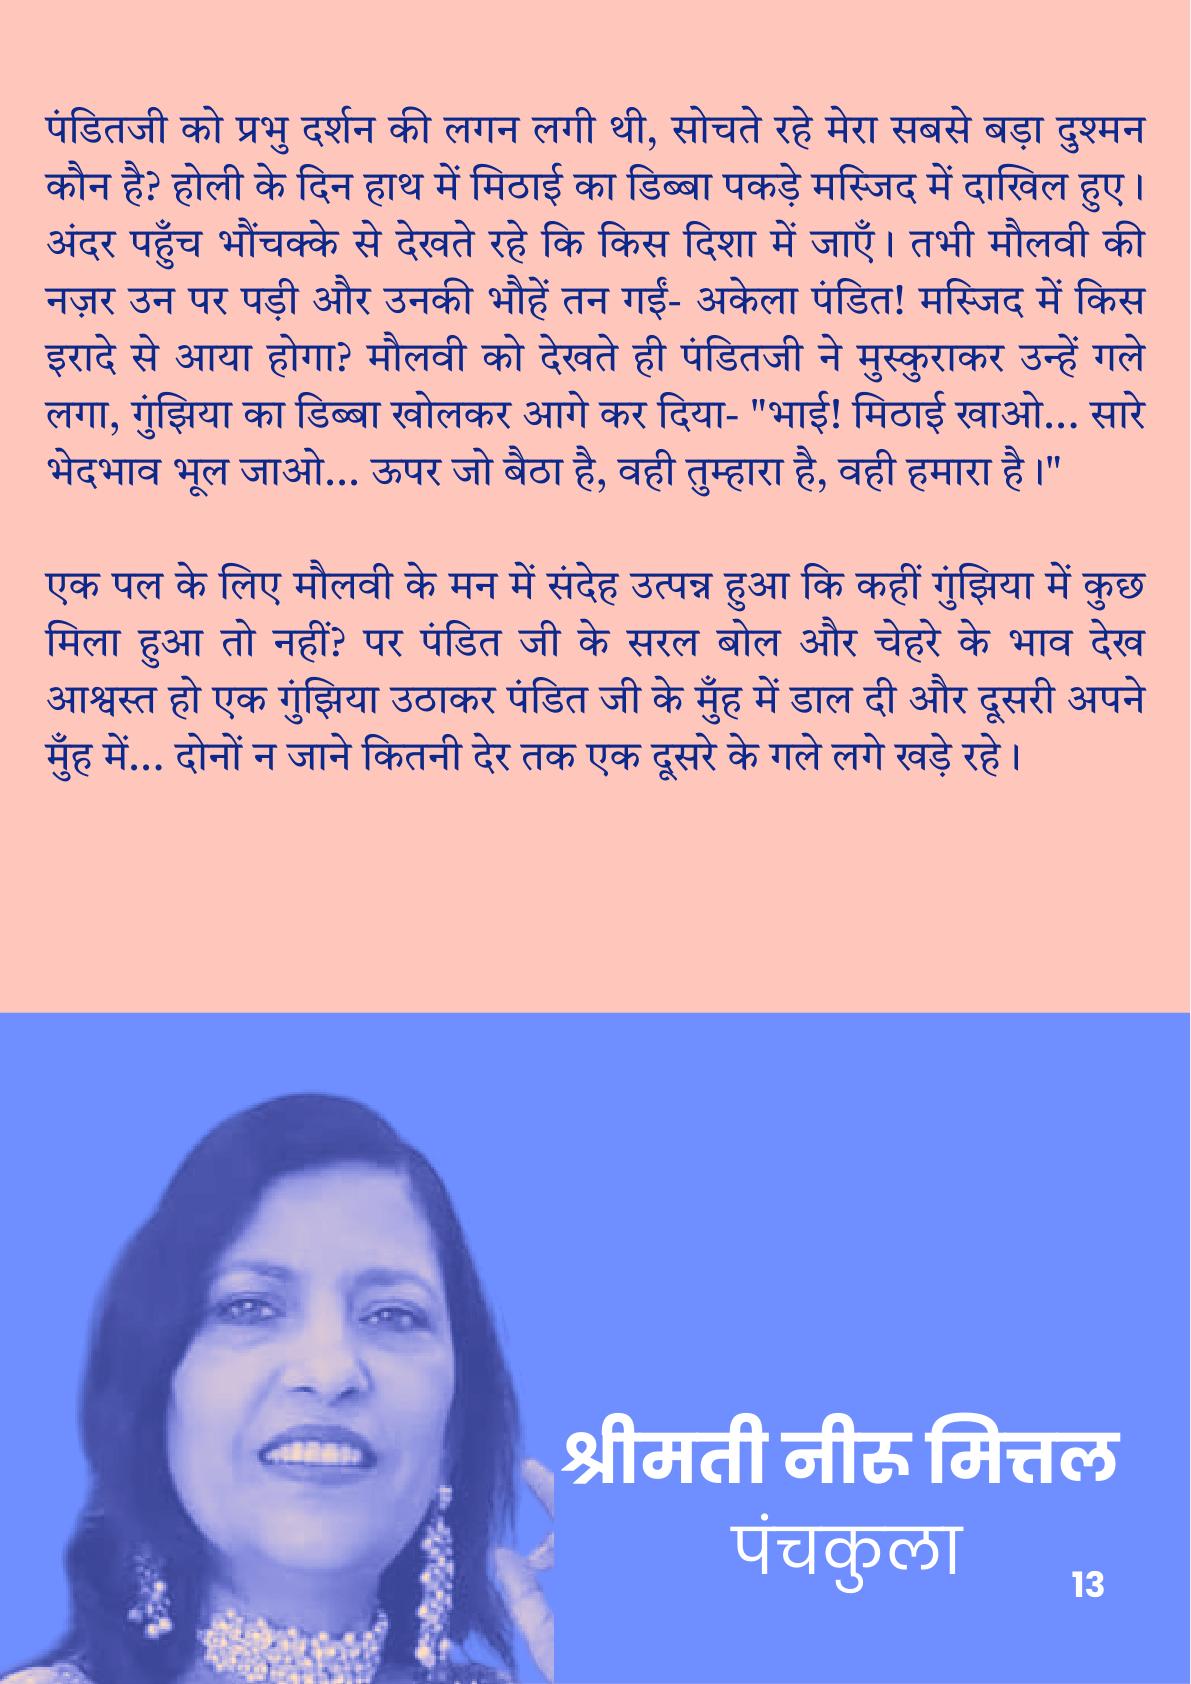 पंडितजी को प्रभु दर्शन की लगन लगी थी, सोचते रहे मेरा सबसे बड़ा दुश्मन
कौन है? होली के दिन हाथ में मिठाई का डिब्बा पकड़े मस्जिद में दाखिल हुए।
अंदर पहुँच भौंचक्के से देखते रहे कि किस दिशा में जाएँ। तभी मौलवी की
नज़र उन पर पड़ी और उनकी भौहें तन गईं- अकेला पंडित! मस्जिद में किस
इरादे से आया होगा? मौलवी को देखते ही पंडितजी ने मुस्कुराकर उन्हें गले
लगा, गुंझिया का डिब्बा खोलकर आगे कर दिया- "भाई! मिठाई खाओ... सारे
भेदभाव भूल जाओ... ऊपर जो बैठा है, वही तुम्हारा है, वही हमारा है।"
एक पल के लिए मौलवी के मन में संदेह उत्पन्न हुआ कि कहीं गुंझिया में कुछ
मिला हुआ तो नहीं? पर पंडित जी के सरल बोल और चेहरे के भाव देख
आश्वस्त हो एक गुंझिया उठाकर पंडित जी के मुँह में डाल दी और दूसरी अपने
मुँह में... दोनों न जाने कितनी देर तक एक दूसरे के गले लगे खड़े रहे।
श्रीमती नीरू मित्तल
पंचकुला
13